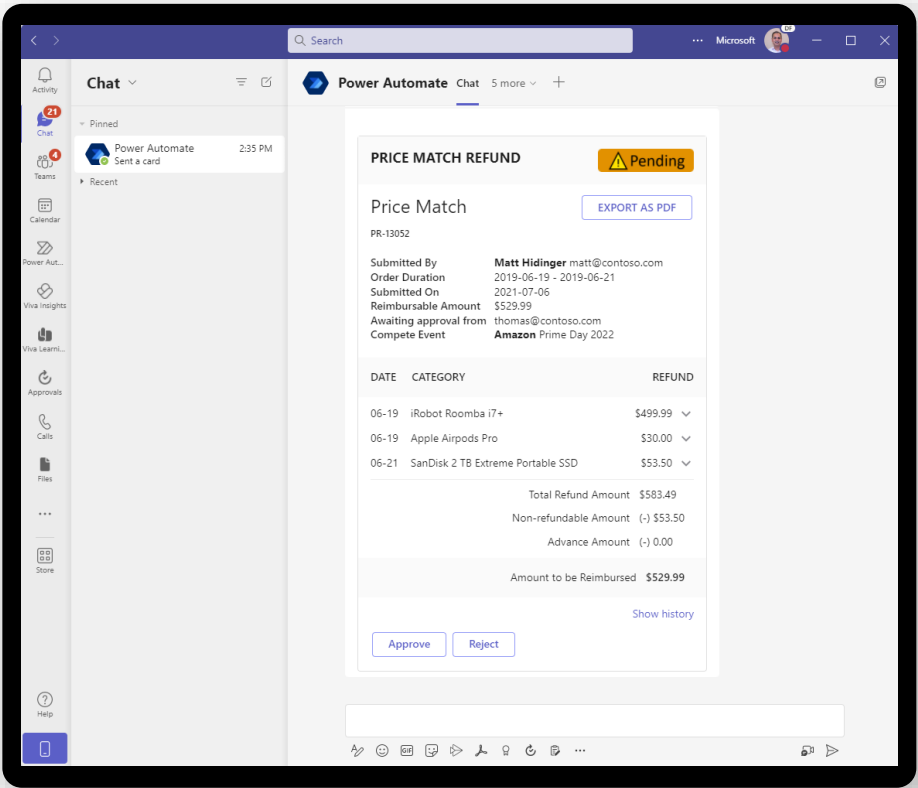 Search
Microsoft
DF
Activity
21
Chat
4
Teams
Calendar
Power Aut...
Viva Insights
Viva Learni...
Approvals
Calls
Files
Store
Help
Chat
Pinned
Power Automate 2:35 PM
Sent a card
Recent
Power Automate Chat 5 more
PRICE MATCH REFUND Pending
Price Match EXPORT AS PDF
PR-13052
Submitted By Matt Hidinger matt@contoso.com
Order Duration 2019-06-19 - 2019-06-21
Submitted On 2021-07-06
Reimbursable Amount $529.99
Awaiting approval from thomas@contoso.com
Compete Event Amazon Prime Day 2022
DATE CATEGORY REFUND
06-19 iRobot Roomba i7+ $499.99
06-19 Apple Airpods Pro $30.00
06-21 SanDisk 2 TB Extreme Portable SSD $53.50
Total Refund Amount $583.49
Non-refundable Amount (-) $53.50
Advance Amount (-) 0.00
Amount to be Reimbursed $529.99
Show history
Approve Reject
GIF